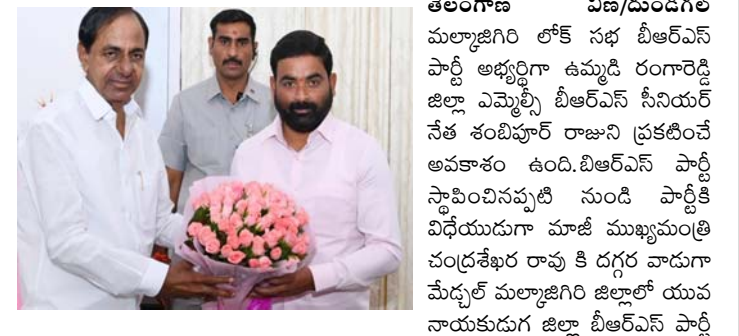 తెలంగాణ వీణ/దుండిగల్
మల్కాజిగిరి లోక్ సభ బీఆర్ఎస్
పార్టీ అభ్యర్థిగా ఉమ్మడి రంగారెడ్డి
జిల్లా ఎమ్మెల్సీ బీఆర్ఎస్ సీనియర్
నేత శంబిపూర్ రాజుని ప్రకటించే
అవకాశం ఉంది.బిఆర్ఎస్ పార్టీ
స్థాపించినప్పటి నుండి పార్టీకి
విధేయుడుగా మాజీ ముఖ్యమంత్రి
చంద్రశేఖర రావు కి దగ్గర వాడుగా
మేడ్చల్ మల్కాజిగిరి జిల్లాలో యువ
నాయకుడుగ జిల్లా బీఆర్ఎస్ పార్టీ